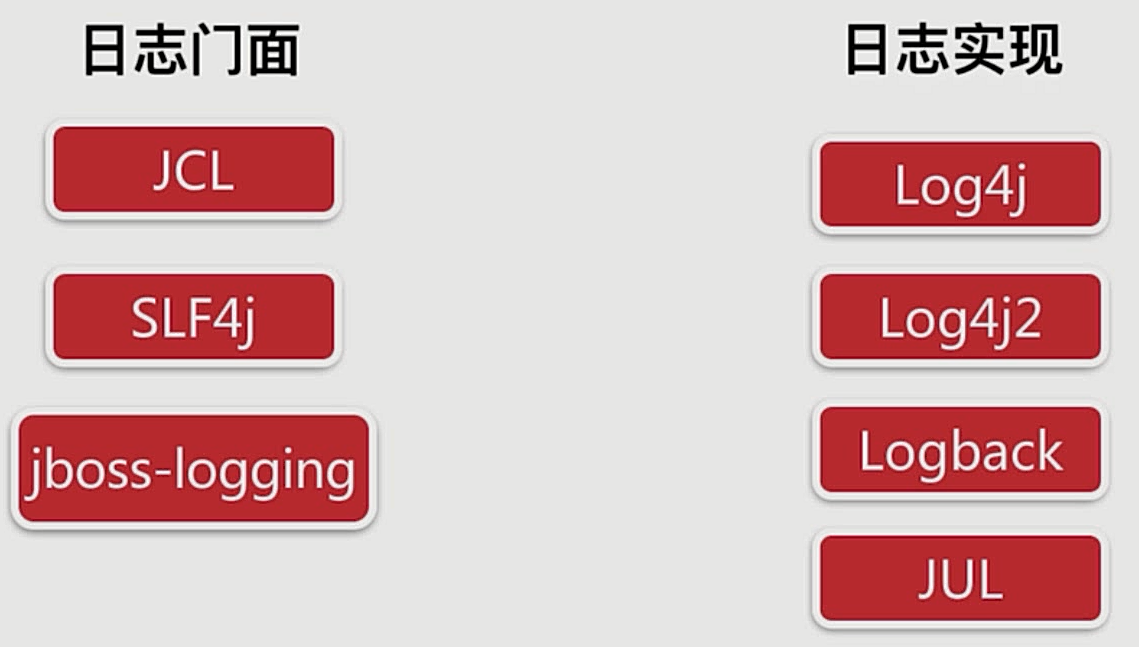 日志门面
JCL
SLF4j
jboss-logging
日志实现
Log4j
Log4j2
Logback
JUL